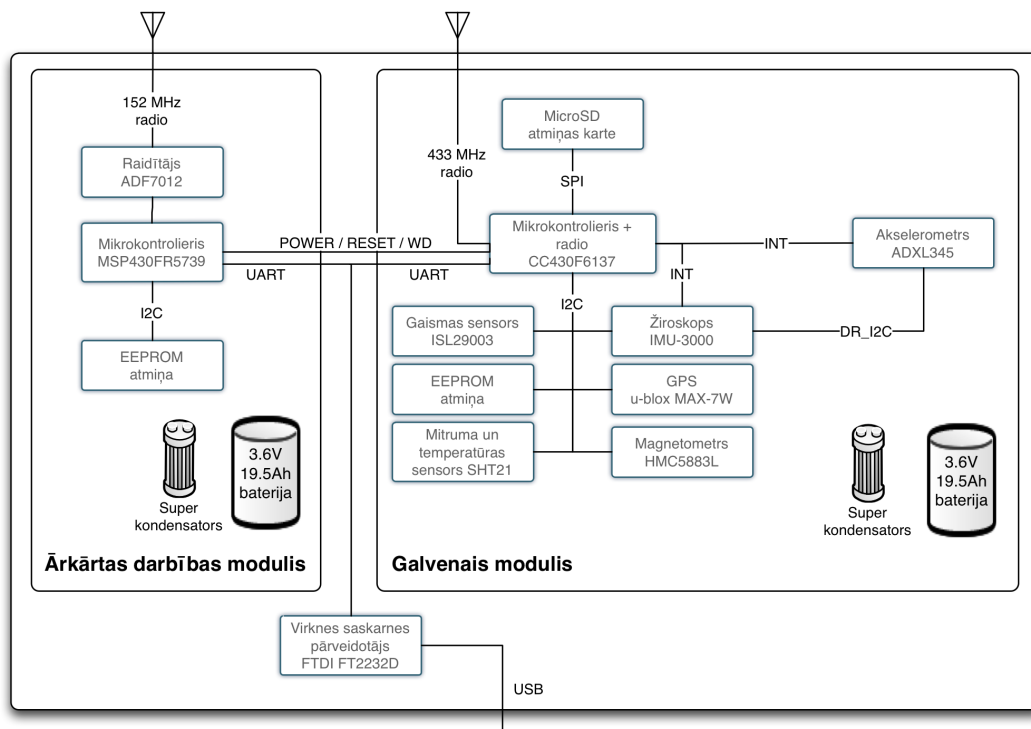 152 MHz
radio
Raidītājs
ADF7012
Mikrokontrolieris
MSP430FR5739
I2C
EEPROM
atmiņa
Super
kondensators
3.6V
19.5Ah
baterija
Ārkārtas darbības modulis
POWER / RESET / WD
UART
UART
433 MHz
radio
MicroSD
atmiņas karte
SPI
Mikrokontrolieris +
radio
CC430F6137
INT
INT
Akselerometrs
ADXL345
I2C
Gaismas sensors
ISL29003
Žiroskops
IMU-3000
DR_I2C
EEPROM
atmiņa
GPS
u-blox MAX-7W
Mitruma un
temperatūras
sensors SHT21
Magnetometrs
HMC5883L
Super
kondensators
3.6V
19.5Ah
baterija
Galvenais modulis
Virknes saskarnes
pārveidotājs
FTDI FT2232D
USB